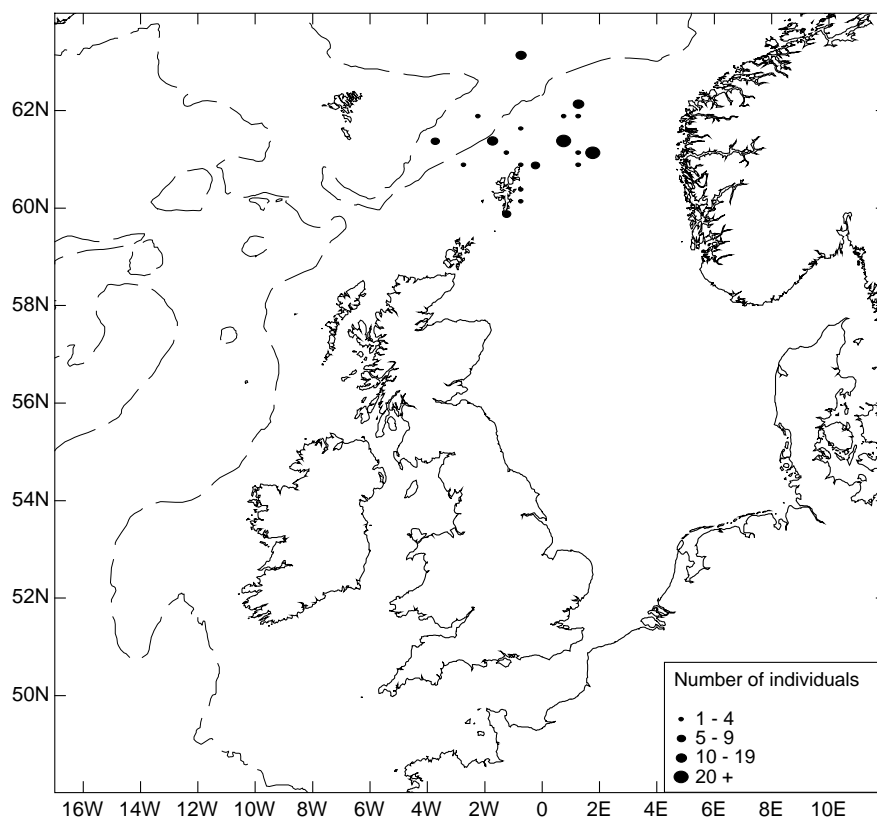 62N
60N
58N
56N
54N
52N
50N
Number of individuals
1 - 4
5 - 9
10 - 19
20 +
16W 14W 12W 10W 8W 6W 4W 2W 0 2E 4E 6E 8E 10E